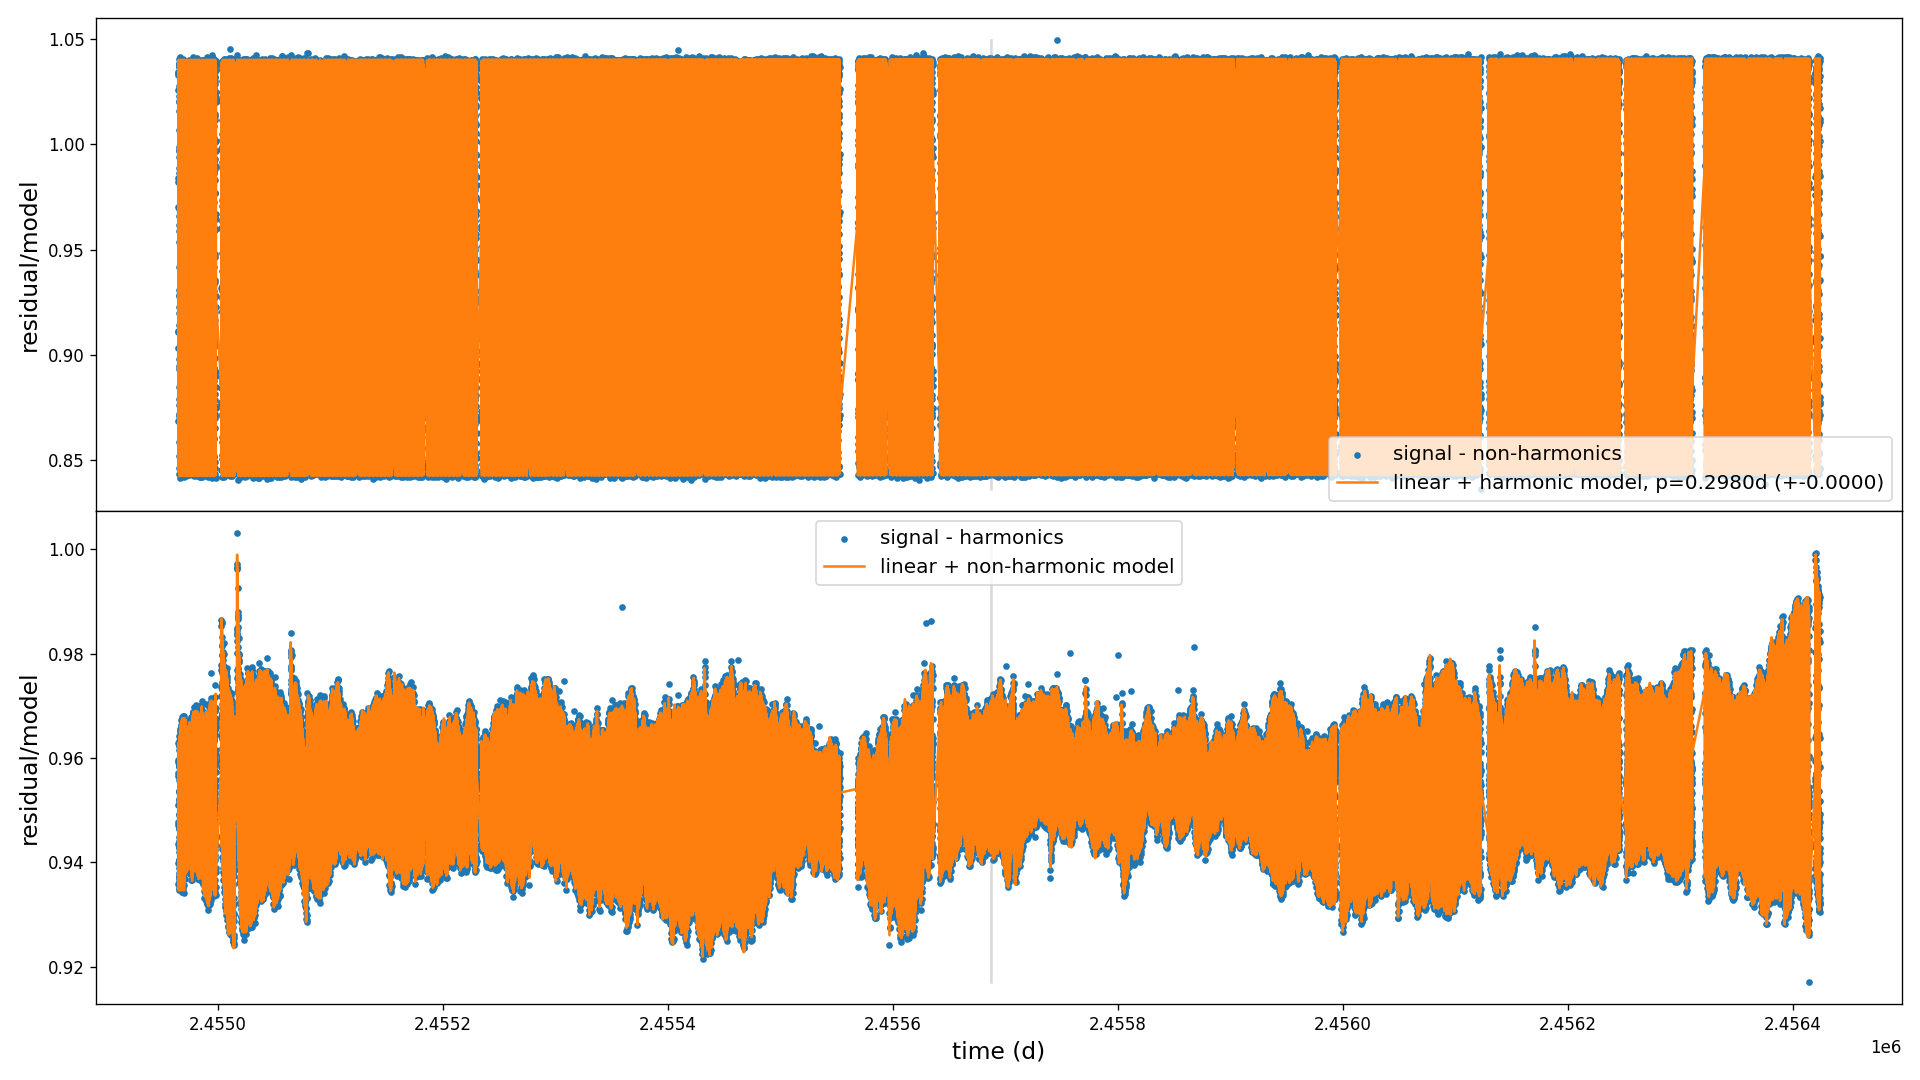 1.05
1.00
0.95
0.90
0.85
residual/model
signal - non-harmonics
linear + harmonic model, p=0.2980d (+-0.0000)
1.00
0.98
0.96
0.94
0.92
residual/model
signal - harmonics
linear + non-harmonic model
2.4550 2.4552 2.4554 2.4556 2.4558 2.4560 2.4562 2.4564
time (d)
1e6